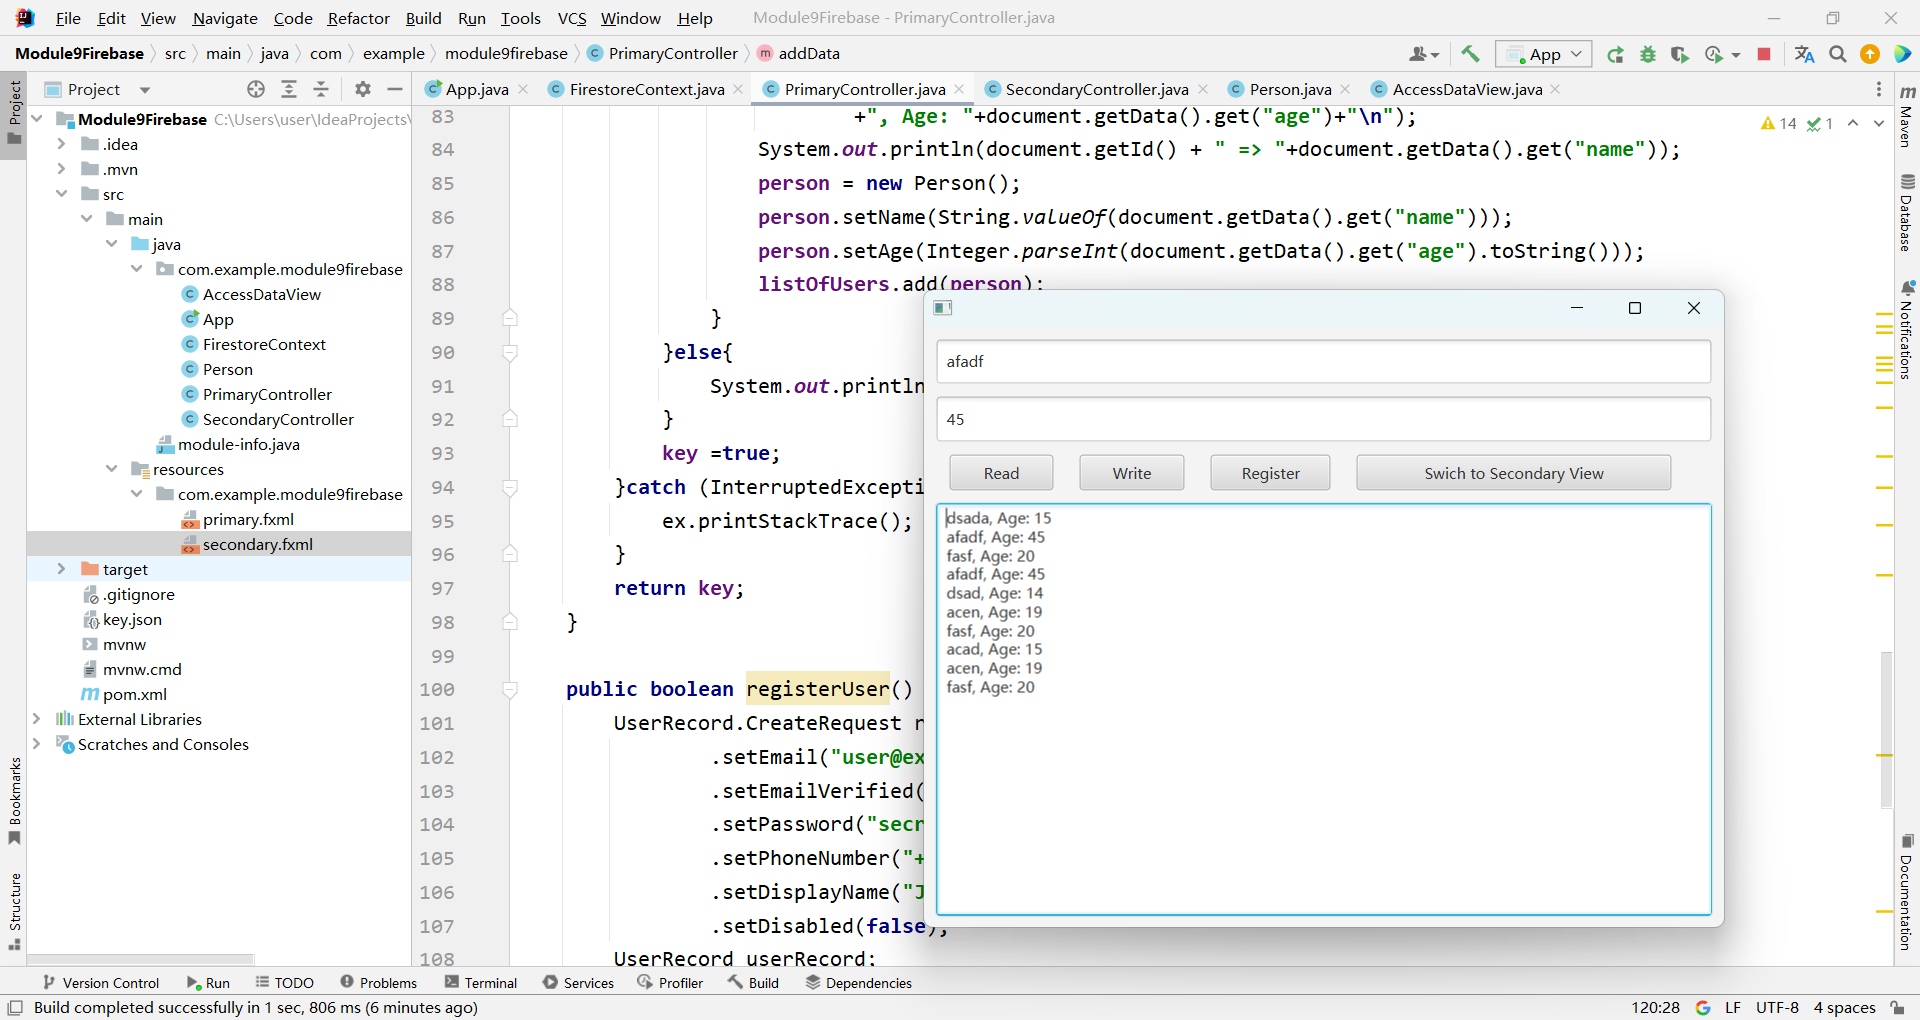 File Edit View Navigate Code Refactor Build Run Tools VCS Window Help Module9Firebase - PrimaryController.java
Module9Firebase src main java com example module9firebase PrimaryController addData App
Project
App.java FirestoreContext.java PrimaryController.java SecondaryController.java Person.java AccessDataView.java
Project
Bookmarks
Structure
Module9Firebase C:\Users\user\IdeaProjects\
.idea
.mvn
src
main
java
com.example.module9firebase
AccessDataView
App
FirestoreContext
Person
PrimaryController
SecondaryController
module-info.java
resources
com.example.module9firebase
primary.fxml
secondary.fxml
target
.gitignore
key.json
mvnw
mvnw.cmd
pom.xml
External Libraries
Scratches and Consoles
83 +", Age: "+document.getData().get("age")+"\n");
84 System.out.println(document.getId() + " => "+document.getData().get("name"));
85 person = new Person();
86 person.setName(String.valueOf(document.getData().get("name")));
87 person.setAge(Integer.parseInt(document.getData().get("age").toString()));
88 listOfUsers.add(person);
89 }
90 }else{
91 System.out.println
92 }
93 key =true;
94 }catch (InterruptedExcepti
95 ex.printStackTrace();
96 }
97 return key;
98 }
99
100 public boolean registerUser()
101 UserRecord.CreateRequest r
102 .setEmail("user@ex
103 .setEmailVerified(
104 .setPassword("secr
105 .setPhoneNumber("+
106 .setDisplayName("J
107 .setDisabled(false),
108 UserRecord userRecord;
14 1
afadf
45
Read Write Register Swich to Secondary View
dsada, Age: 15
afadf, Age: 45
fasf, Age: 20
afadf, Age: 45
dsad, Age: 14
acen, Age: 19
fasf, Age: 20
acad, Age: 15
acen, Age: 19
fasf, Age: 20
Maven
Database
Notifications
Documentation
Version Control Run TODO Problems Terminal Services Profiler Build Dependencies
Build completed successfully in 1 sec, 806 ms (6 minutes ago) 120:28 LF UTF-8 4 spaces